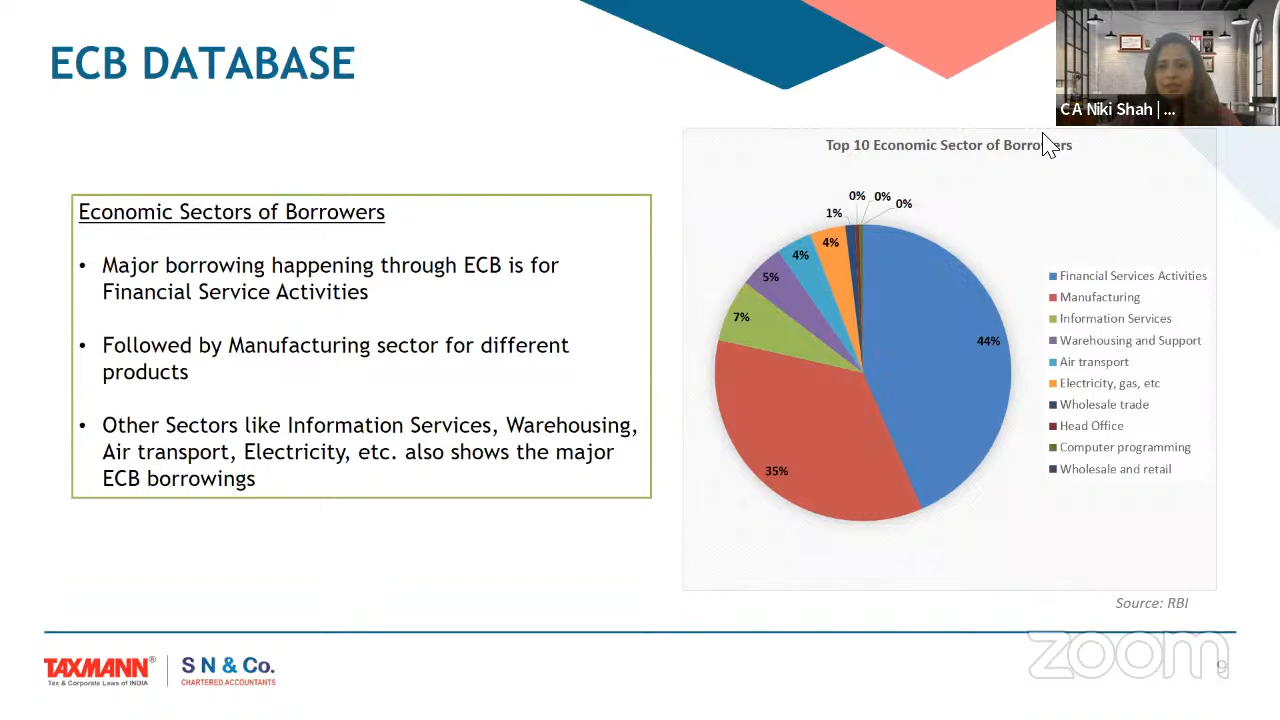 ECB DATABASE
CA Niki Shah | ...
Economic Sectors of Borrowers
• Major borrowing happening through ECB is for
Financial Service Activities
• Followed by Manufacturing sector for different
products
• Other Sectors like Information Services, Warehousing,
Air transport, Electricity, etc. also shows the major
ECB borrowings
Top 10 Economic Sector of Borrowers
0%
0%
0%
1%
4%
4%
5%
7%
44%
35%
Financial Services Activities
Manufacturing
Information Services
Warehousing and Support
Air transport
Electricity, gas, etc
Wholesale trade
Head Office
Computer programming
Wholesale and retail
Source: RBI
TAXMANN®
Tax & Corporate Laws of INDIA
S N & Co.
CHARTERED ACCOUNTANTS
zoom
9